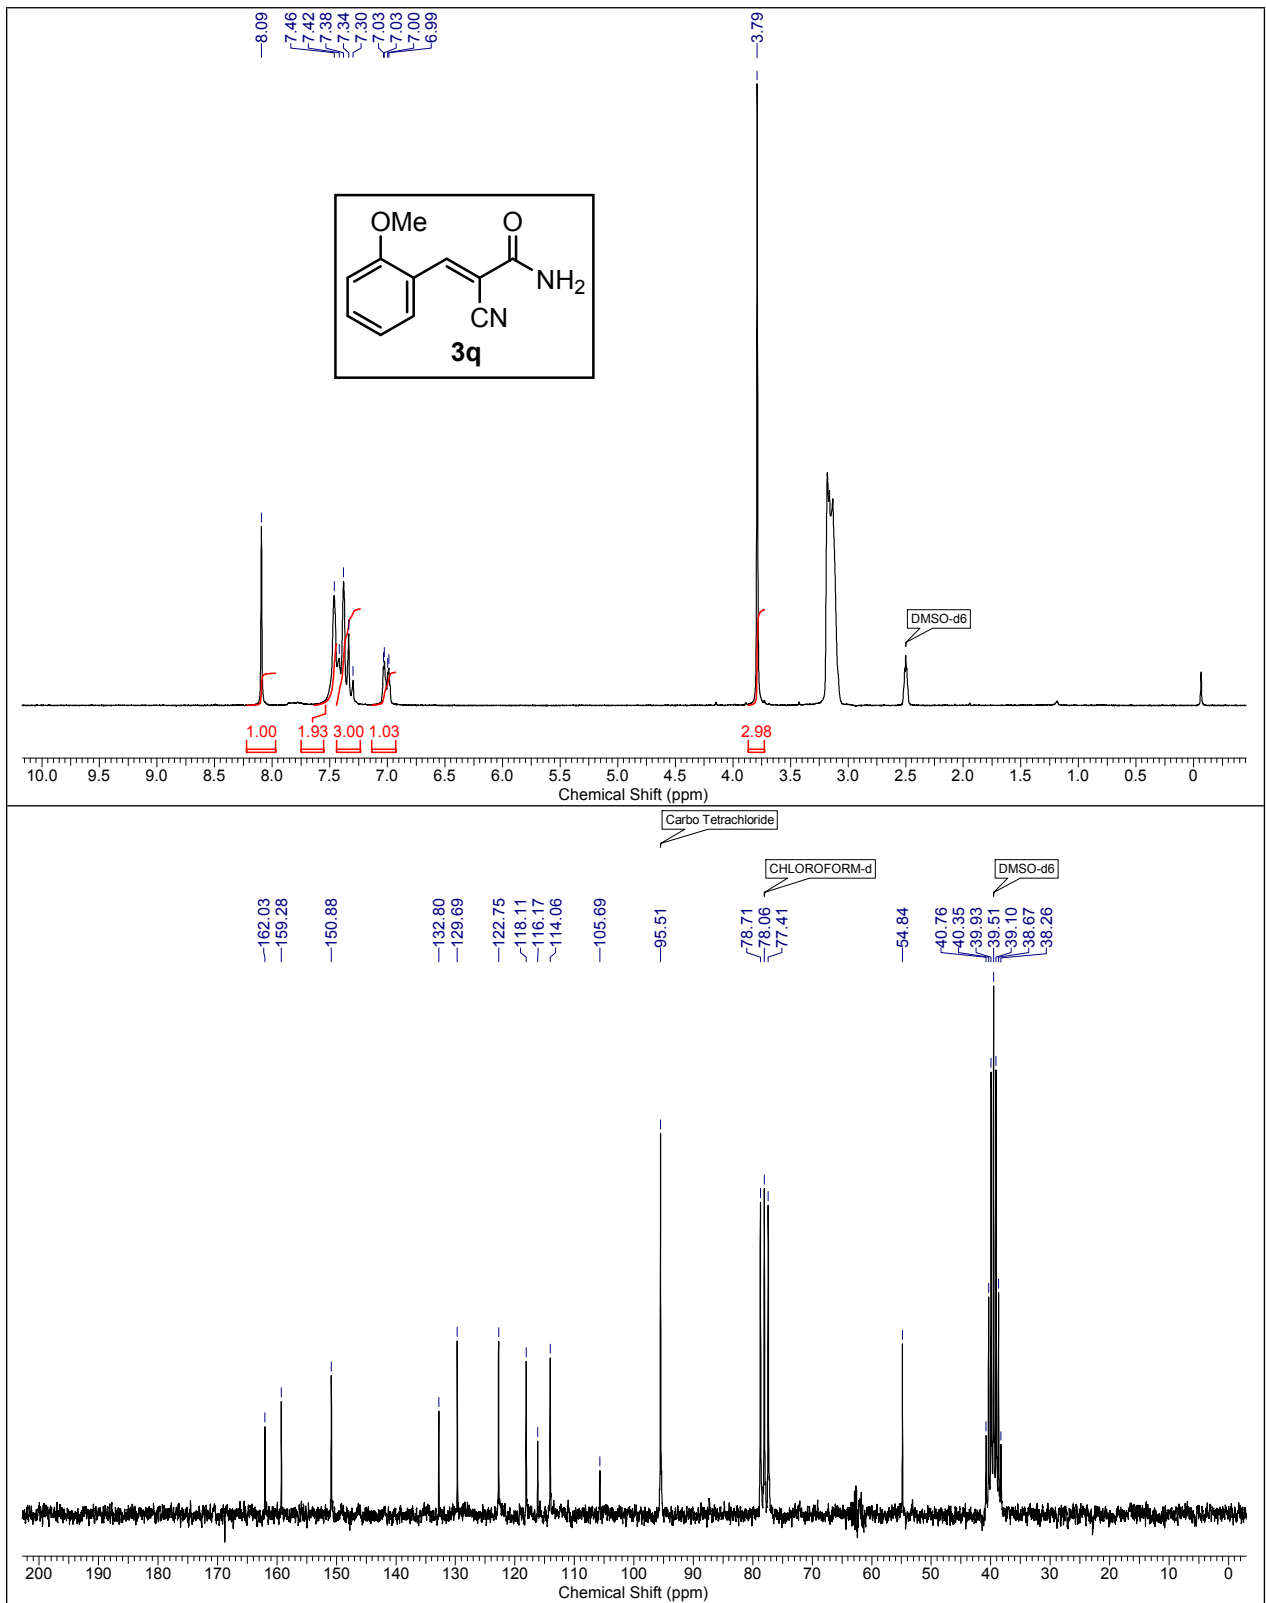 8.09 7.46 7.42 7.38 7.34 7.30 7.03 7.03 7.00 6.99 3.79
OMe O
NH2
CN
3q
DMSO-d6
1.00 1.93 3.00 1.03 2.98
10.0 9.5 9.0 8.5 8.0 7.5 7.0 6.5 6.0 5.5 5.0 4.5 4.0 3.5 3.0 2.5 2.0 1.5 1.0 0.5 0
Chemical Shift (ppm)
Carbo Tetrachloride
CHLOROFORM-d DMSO-d6
162.03 159.28 150.88 132.80 129.69 122.75 118.11 116.17 114.06 105.69 95.51 78.71 78.06 77.41 54.84 40.76 40.35 39.93 39.51 39.10 38.67 38.26
200 190 180 170 160 150 140 130 120 110 100 90 80 70 60 50 40 30 20 10 0
Chemical Shift (ppm)